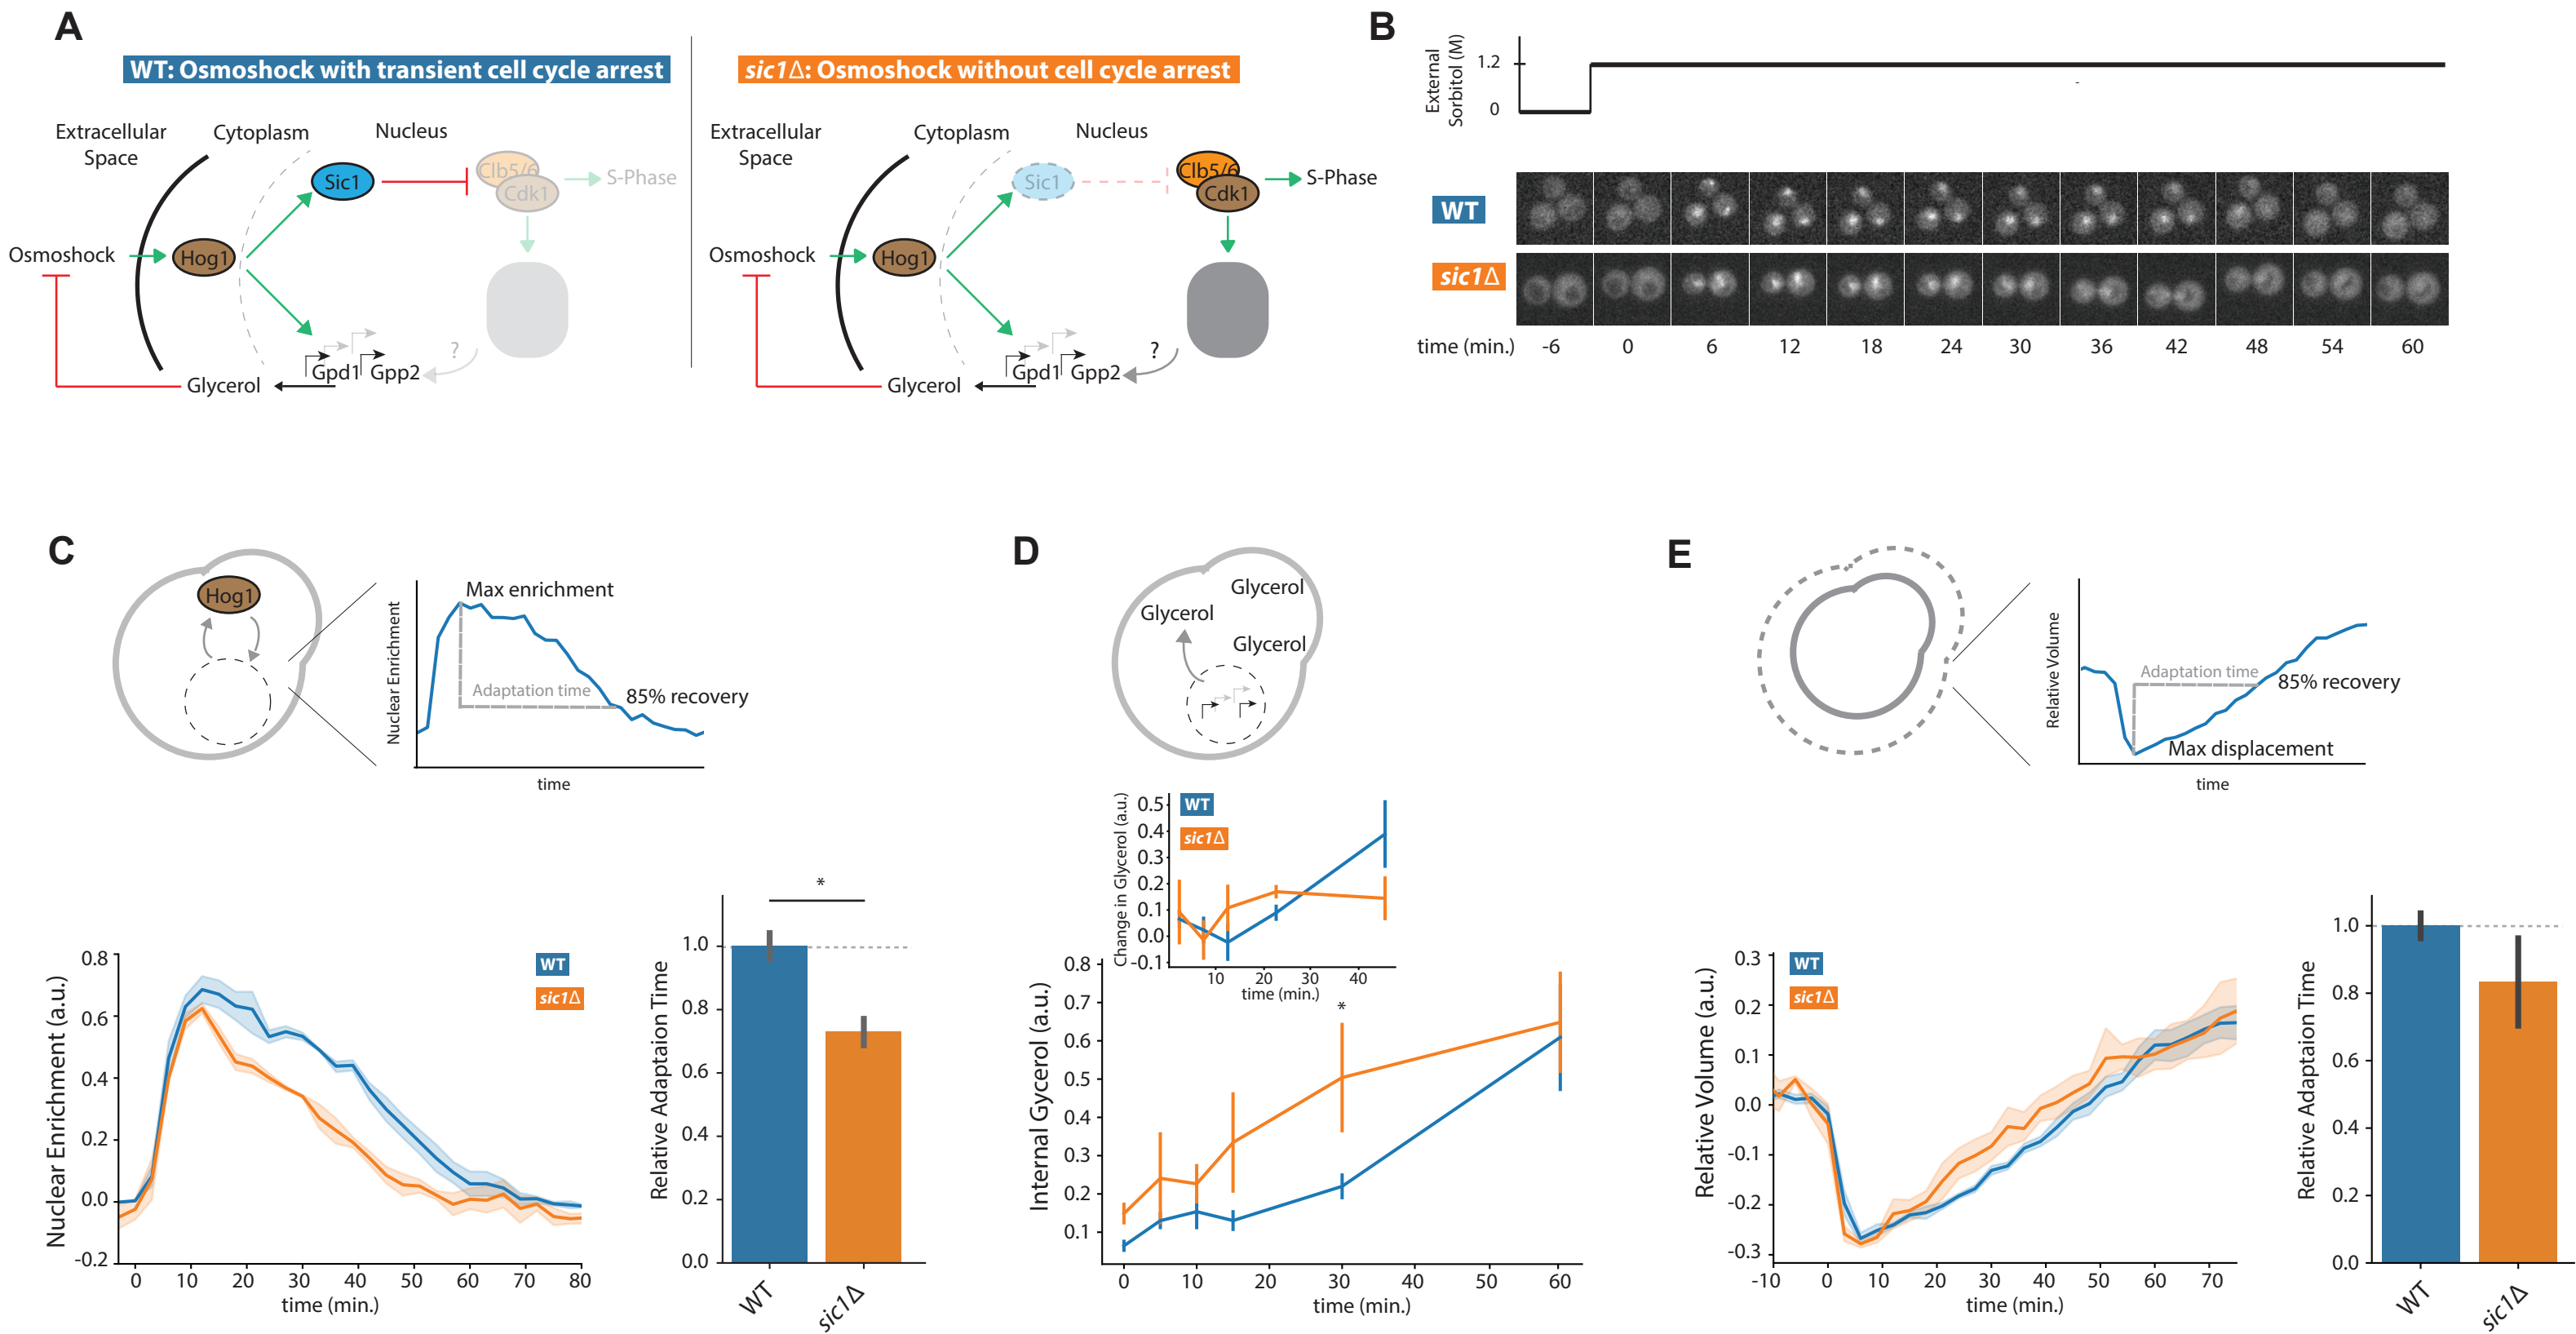 A
WT: Osmoshock with transient cell cycle arrest
Extracellular Space
Cytoplasm
Nucleus
Sic1
Clb5/6
Cdk1
S-Phase
Osmoshock
Hog1
?
Gpd1
Gpp2
Glycerol
sic1Δ: Osmoshock without cell cycle arrest
Extracellular Space
Cytoplasm
Nucleus
Sic1
Clb5/6
Cdk1
S-Phase
Osmoshock
Hog1
?
Gpd1
Gpp2
Glycerol
B
External
Sorbitol (M)
1.2
0
-
WT
sic1Δ
time (min.) -6 0 6 12 18 24 30 36 42 48 54 60
C
Hog1
Nuclear Enrichment
Max enrichment
Adaptation time
85% recovery
time
Nuclear Enrichment (a.u.)
0.8
0.6
0.4
0.2
0.0
-0.2
WT
sic1Δ
0 10 20 30 40 50 60 70 80
time (min.)
*
Relative Adaptaion Time
1.0
0.8
0.6
0.4
0.2
0.0
WT
sic1Δ
D
Glycerol
Glycerol
Glycerol
Change in Glycerol (a.u.)
0.5
0.4
0.3
0.2
0.1
0.0
-0.1
WT
sic1Δ
10 20 30 40
time (min.)
Internal Gycerol (a.u.)
0.8
0.7
0.6
0.5
0.4
0.3
0.2
0.1
*
0 10 20 30 40 50 60
time (min.)
E
Relative Volume
Adaptation time
85% recovery
Max displacement
time
Relative Volume (a.u.)
0.3
0.2
0.1
0.0
-0.1
-0.2
-0.3
WT
sic1Δ
-10 0 10 20 30 40 50 60 70
time (min.)
Relative Adaptaion Time
1.0
0.8
0.6
0.4
0.2
0.0
WT
sic1Δ